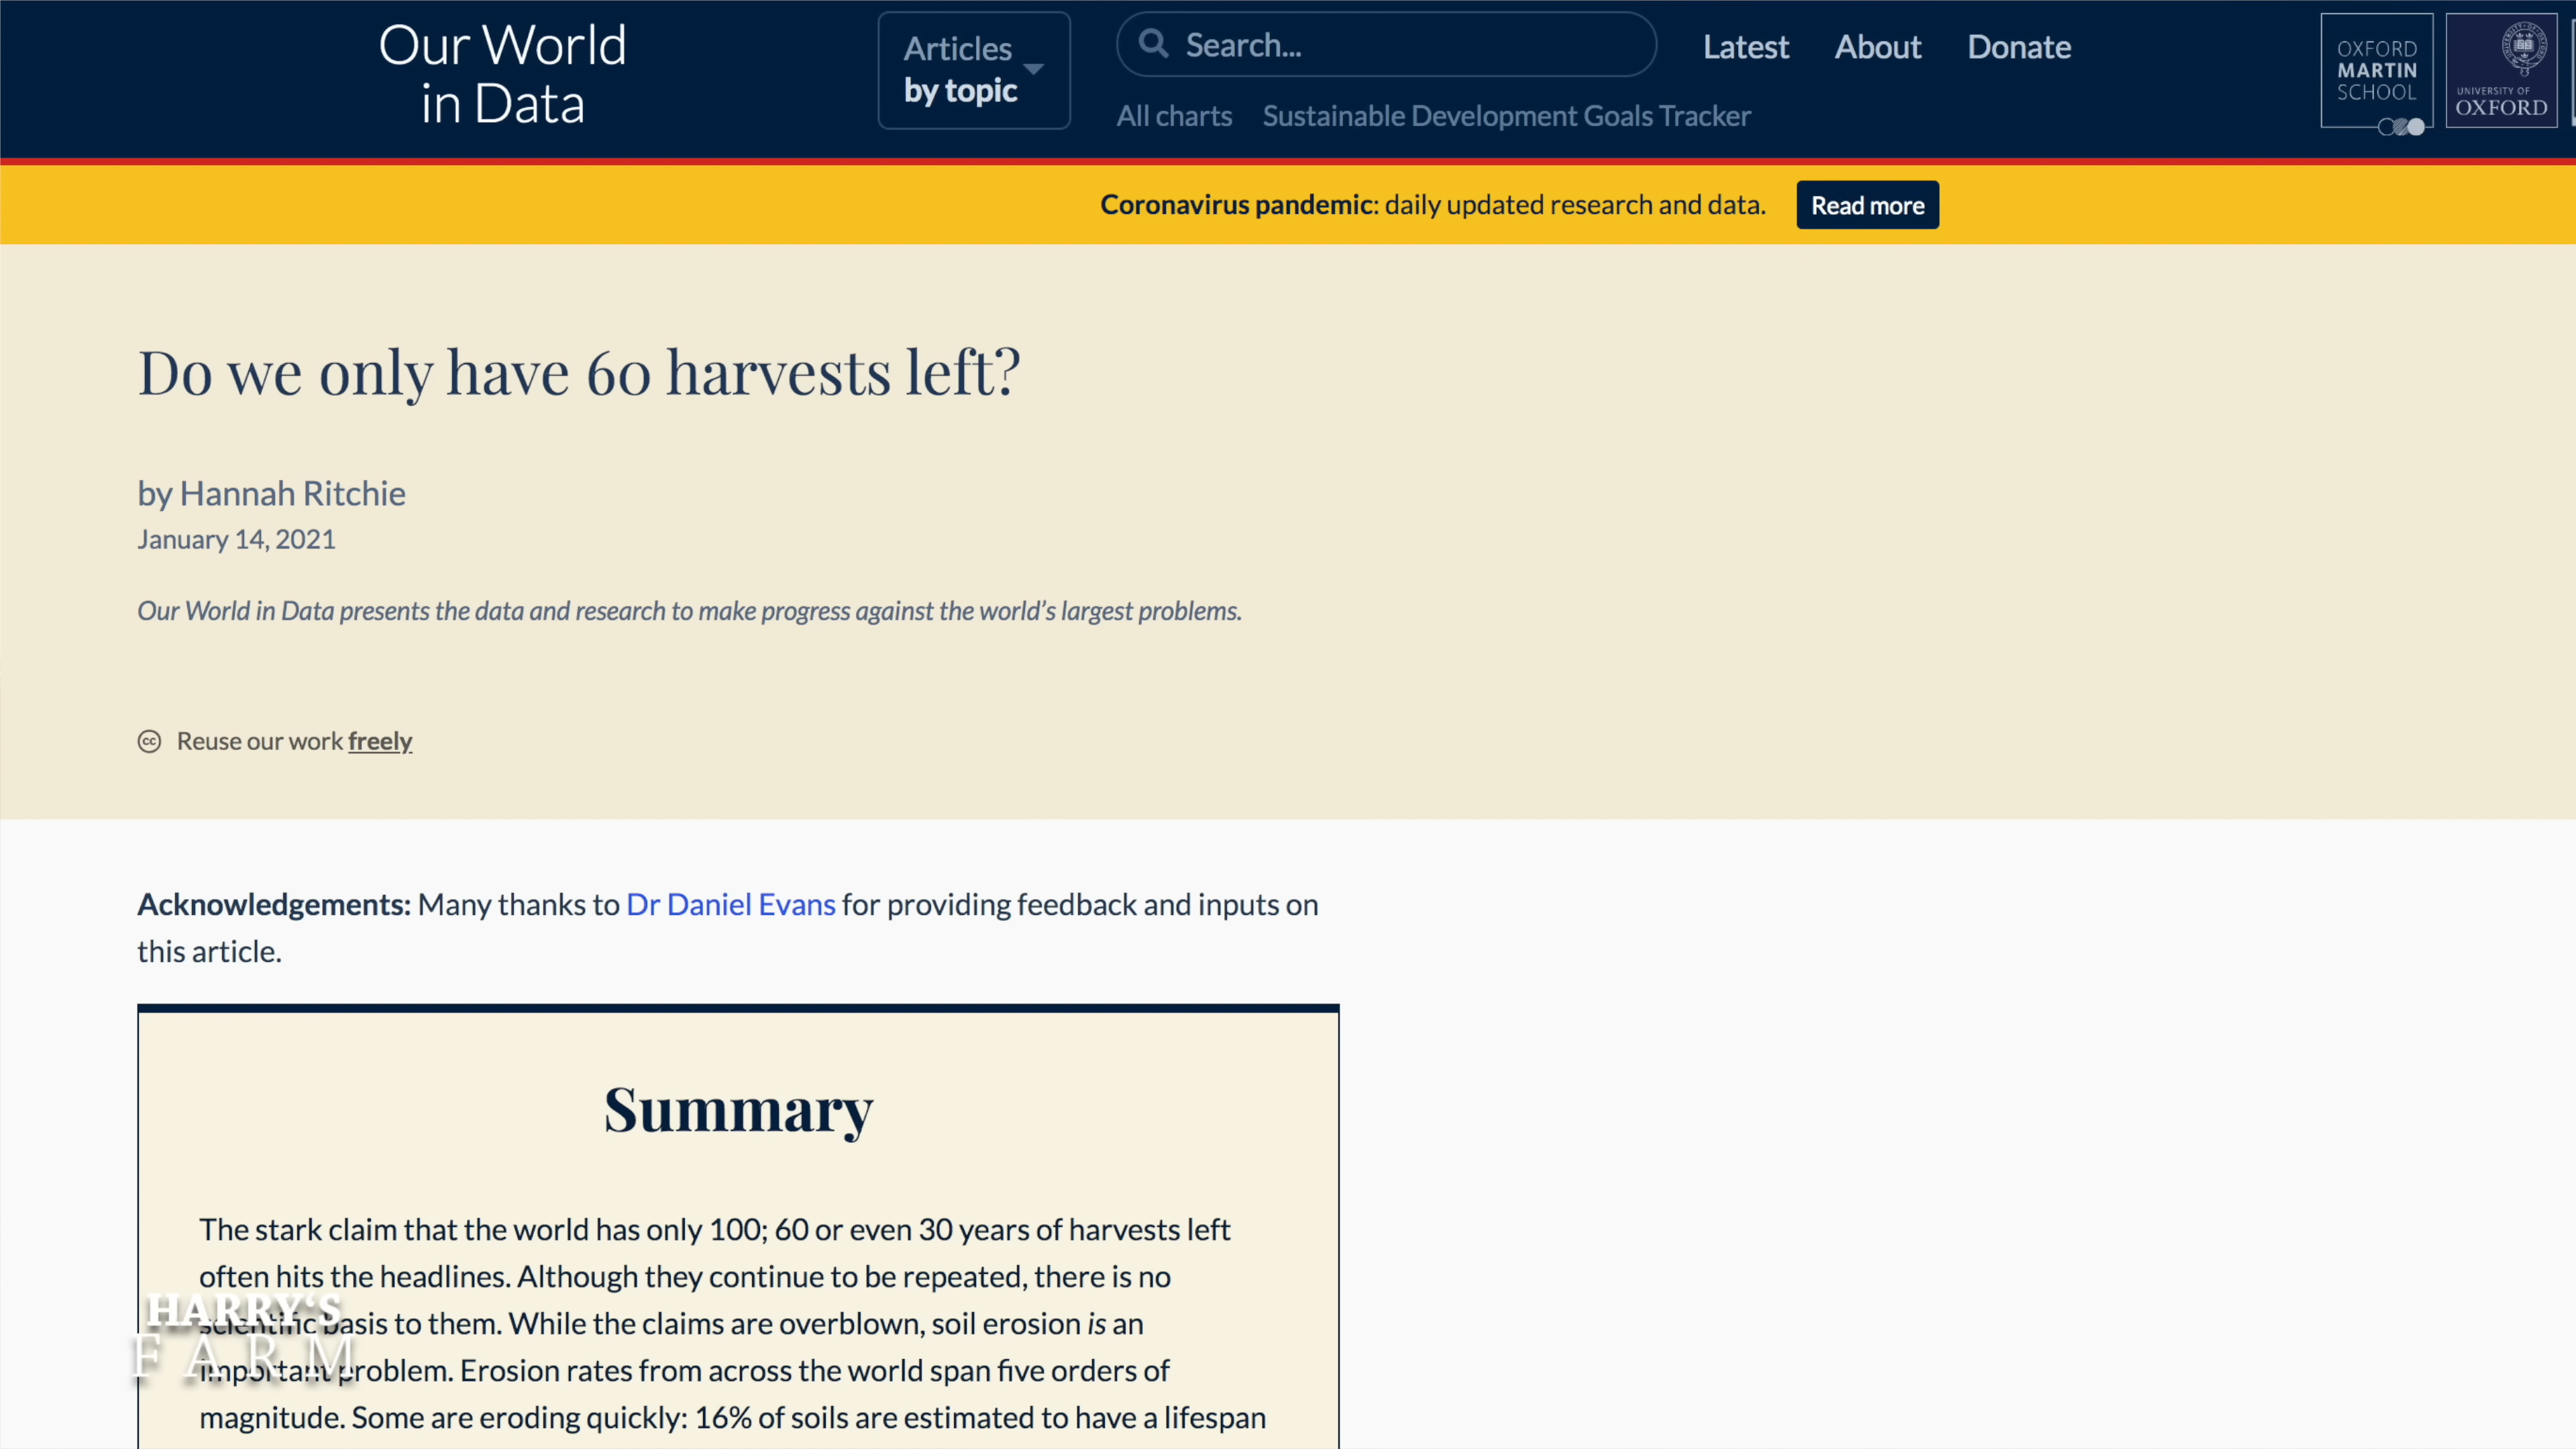 Our World
in Data
Articles
by topic
Search...
Latest
About
Donate
All charts
Sustainable Development Goals Tracker
OXFORD
MARTIN
SCHOOL
UNIVERSITY OF
OXFORD
Coronavirus pandemic: daily updated research and data.
Read more
Do we only have 60 harvests left?
by Hannah Ritchie
January 14, 2021
Our World in Data presents the data and research to make progress against the world's largest problems.
cc Reuse our work freely
Acknowledgements: Many thanks to Dr Daniel Evans for providing feedback and inputs on
this article.
Summary
The stark claim that the world has only 100; 60 or even 30 years of harvests left
often hits the headlines. Although they continue to be repeated, there is no
scientific basis to them. While the claims are overblown, soil erosion is an
important problem. Erosion rates from across the world span five orders of
magnitude. Some are eroding quickly: 16% of soils are estimated to have a lifespan
HARRY'S
FARM